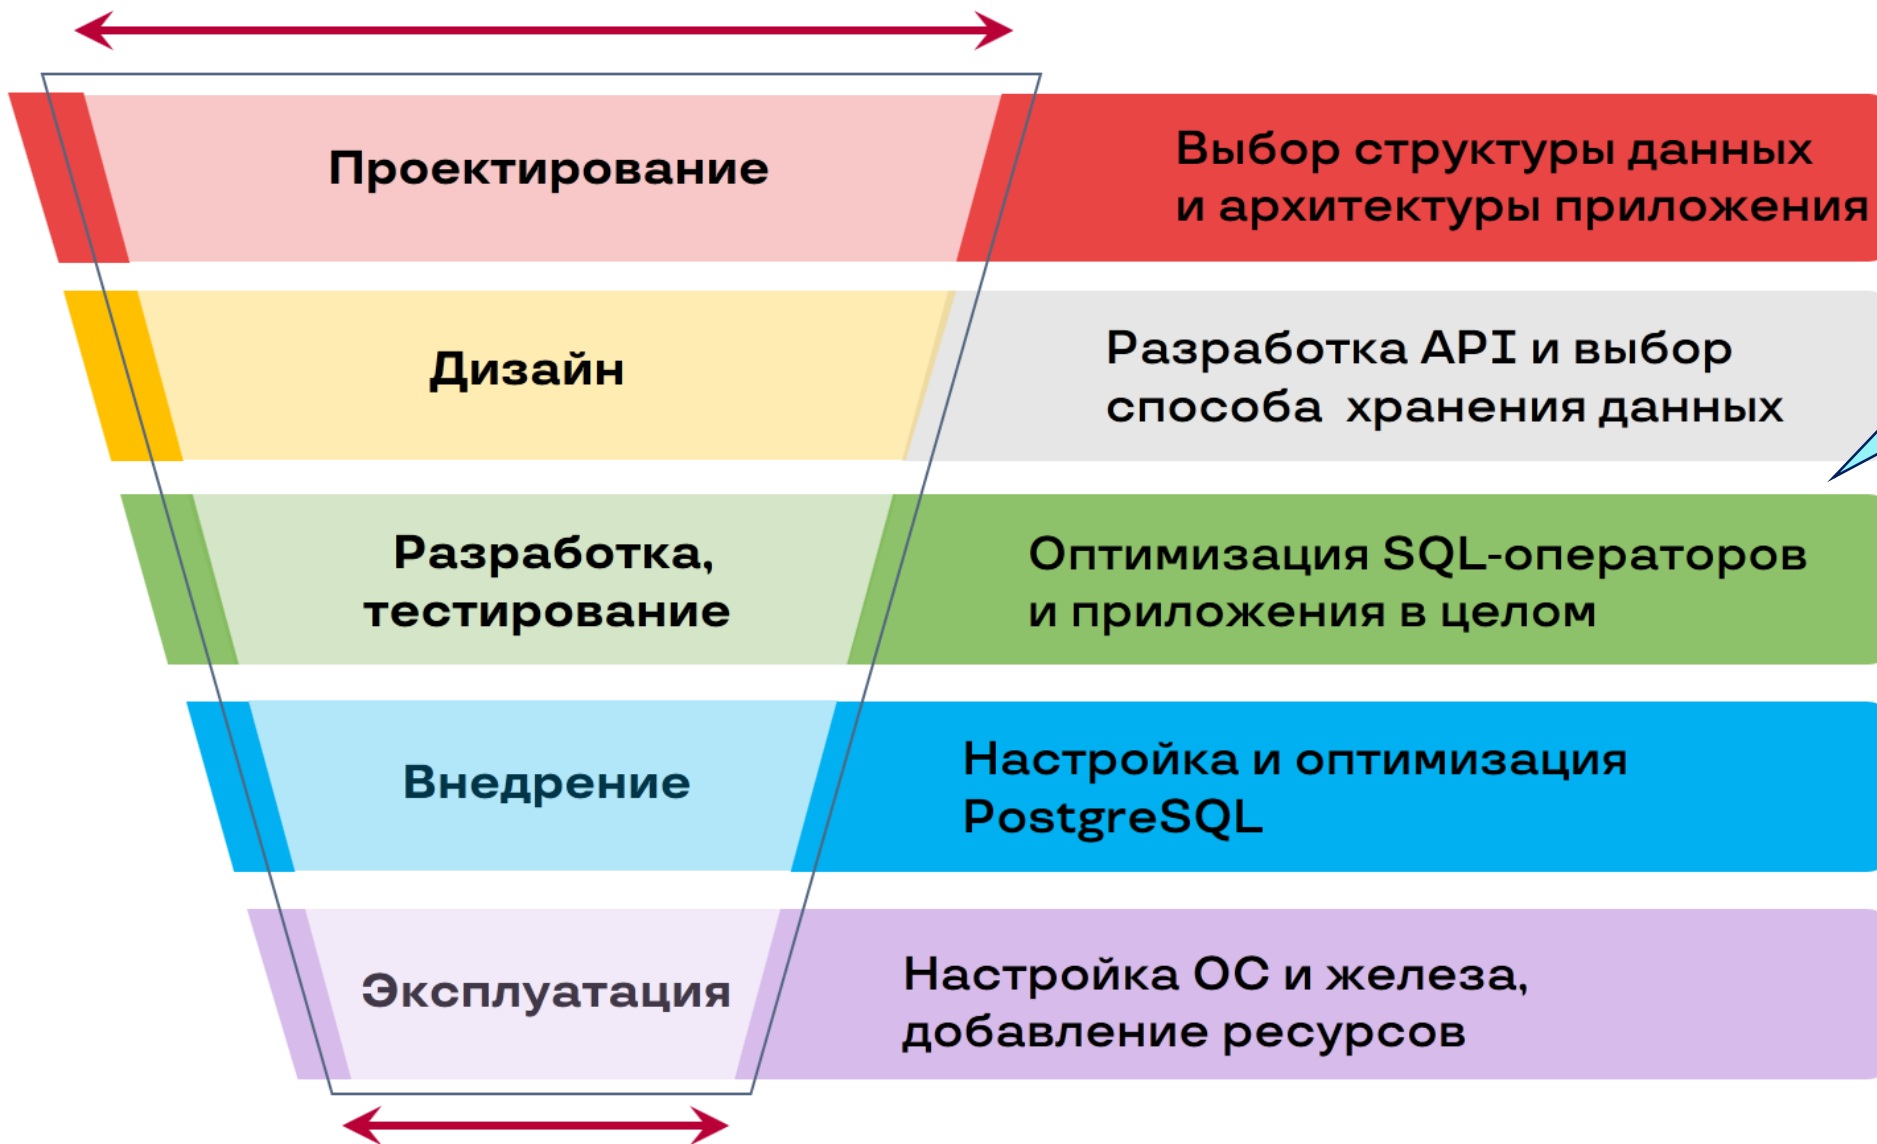 Проектирование
Выбор структуры данных
и архитектуры приложения
Дизайн
Разработка API и выбор
способа хранения данных
Разработка,
тестирование
Оптимизация SQL-операторов
и приложения в целом
Внедрение
Настройка и оптимизация
PostgreSQL
Эксплуатация
Настройка ОС и железа,
добавление ресурсов